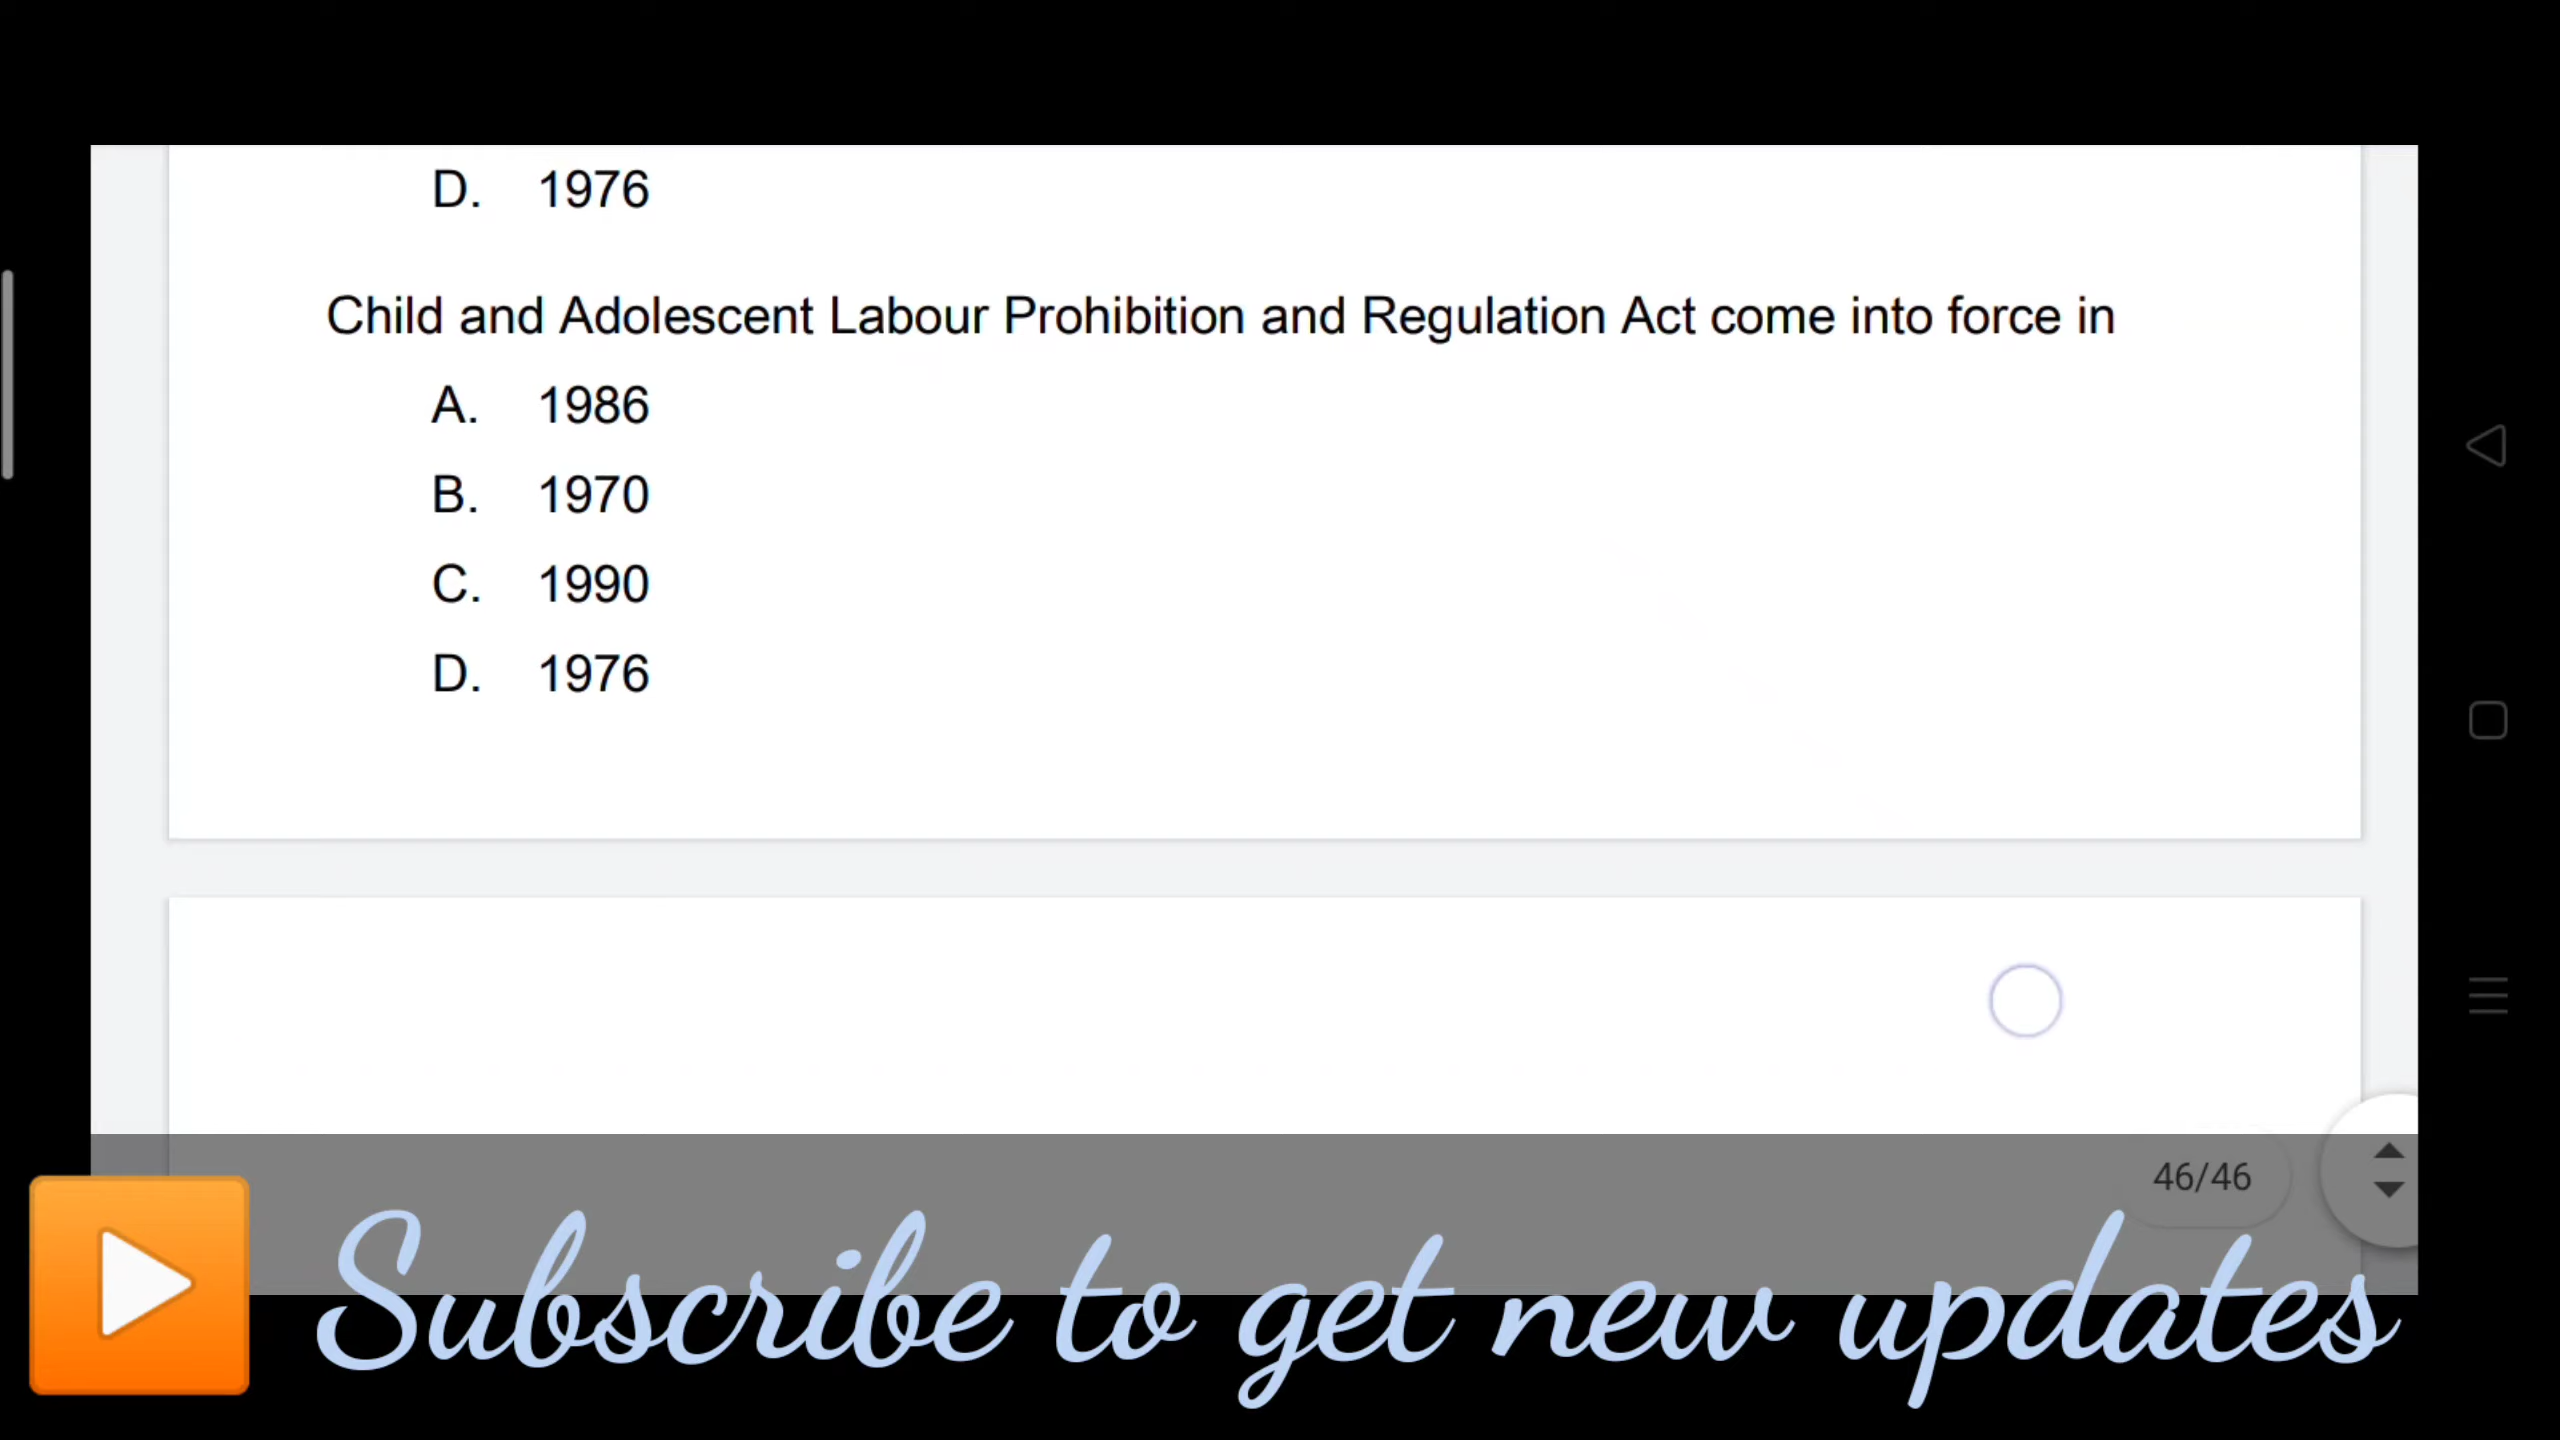 D. 1976
Child and Adolescent Labour Prohibition and Regulation Act come into force in
A. 1986
B. 1970
C. 1990
D. 1976
46/46
Subscribe to get new updates